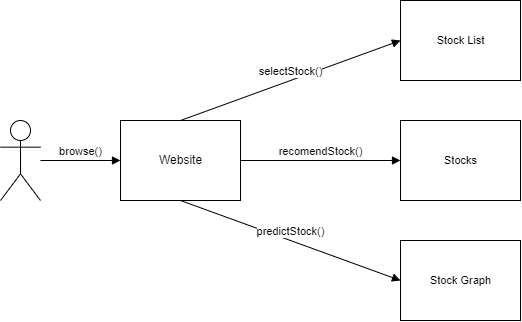 Stock List
selectStock()
browse()
Website
recomendStock()
Stocks
predictStock()
Stock Graph